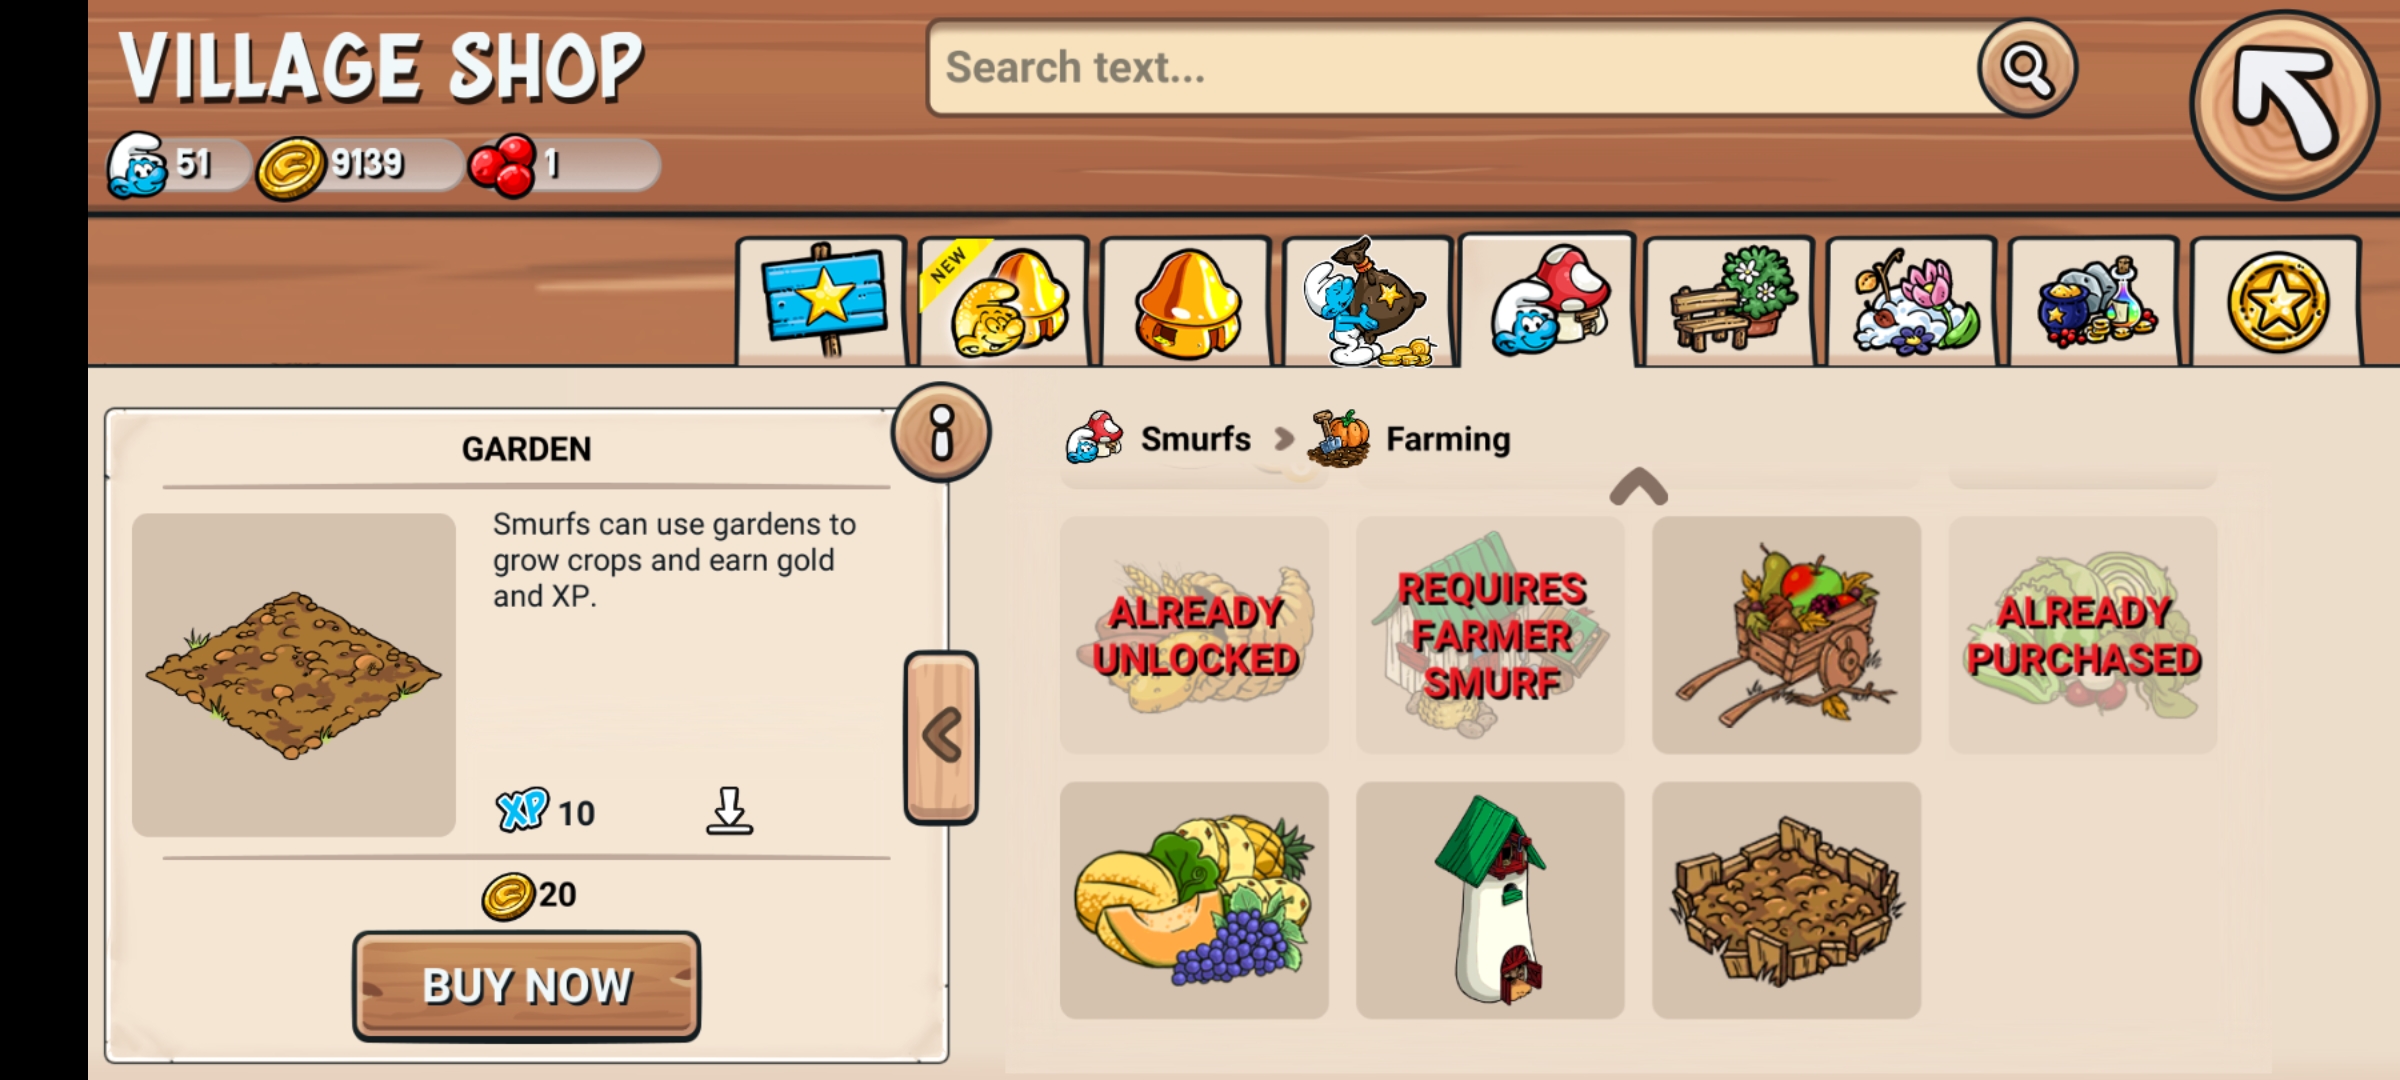 VILLAGE SHOP
Search text...
51
9139
1
NEW
GARDEN
Smurfs can use gardens to
grow crops and earn gold
and XP.
XP 10
20
BUY NOW
Smurfs
Farming
ALREADY
UNLOCKED
REQUIRES
FARMER
SMURF
ALREADY
PURCHASED